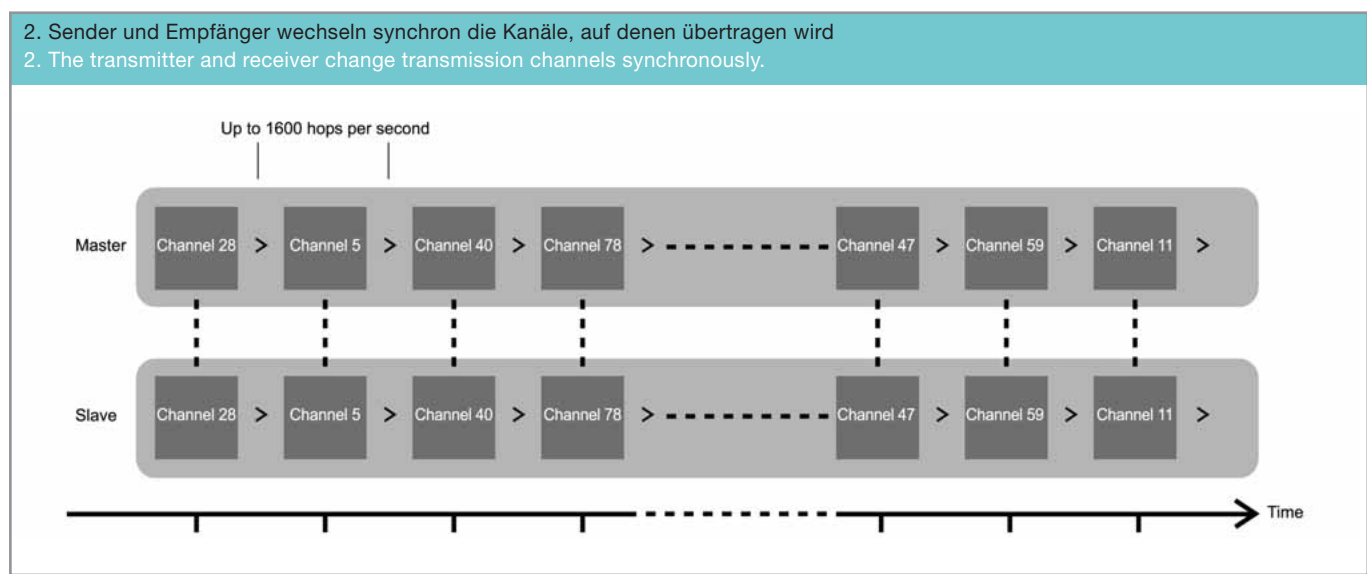 2. Sender und Empfänger wechseln synchron die Kanäle, auf denen übertragen wird
2. The transmitter and receiver change transmission channels synchronously.
Up to 1600 hops per second
Master Channel 28 > Channel 5 > Channel 40 > Channel 78 > Channel 47 > Channel 59 > Channel 11 >
Slave Channel 28 > Channel 5 > Channel 40 > Channel 78 > Channel 47 > Channel 59 > Channel 11 >
Time